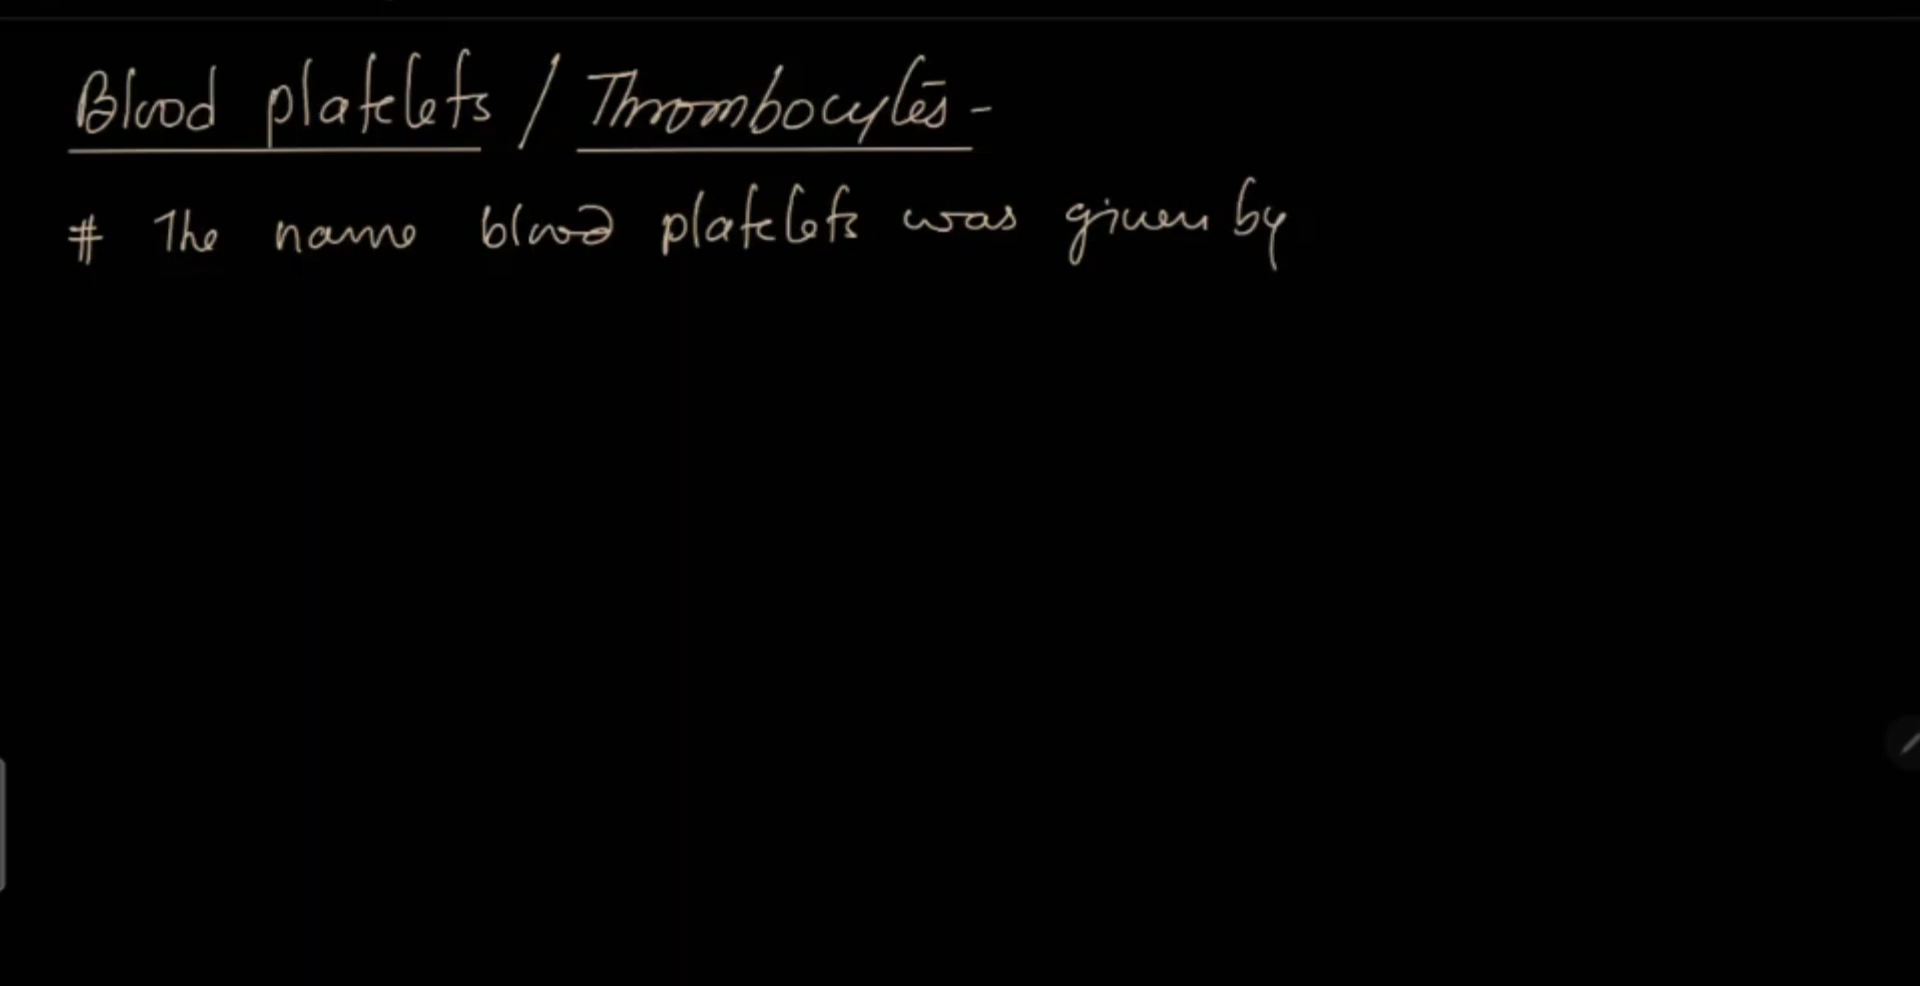 Blood platelets / Thrombocytes -
# The name blood platelets was given by